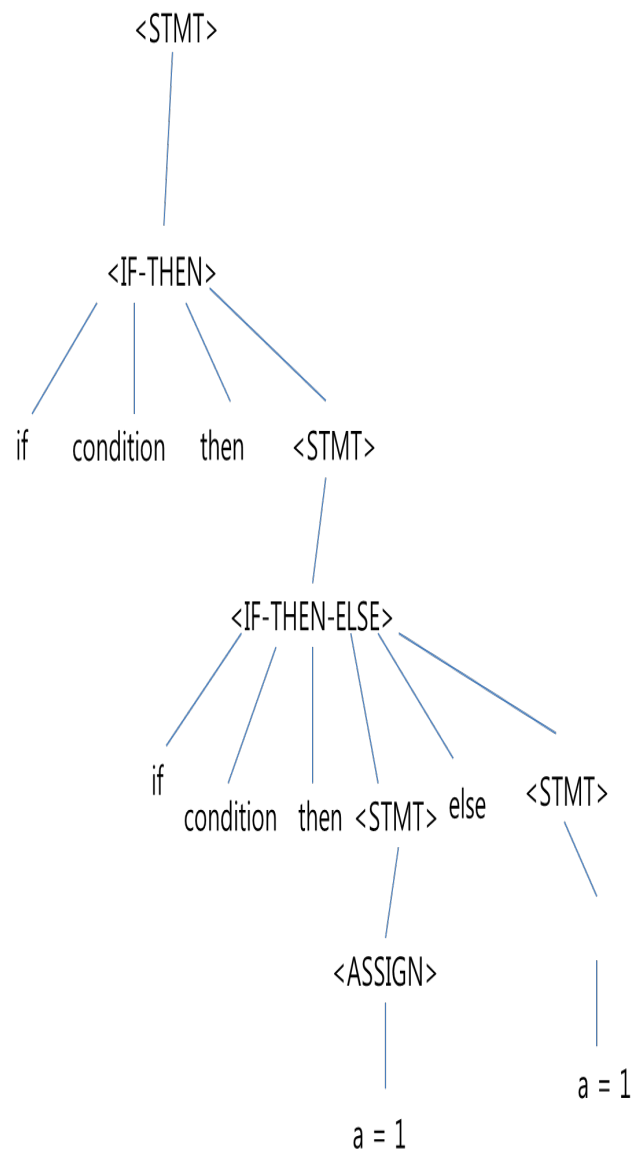 <STMT>
<IF-THEN>
if condition then <STMT>
<IF-THEN-ELSE>
if condition then <STMT> else <STMT>
<ASSIGN>
a = 1
a = 1